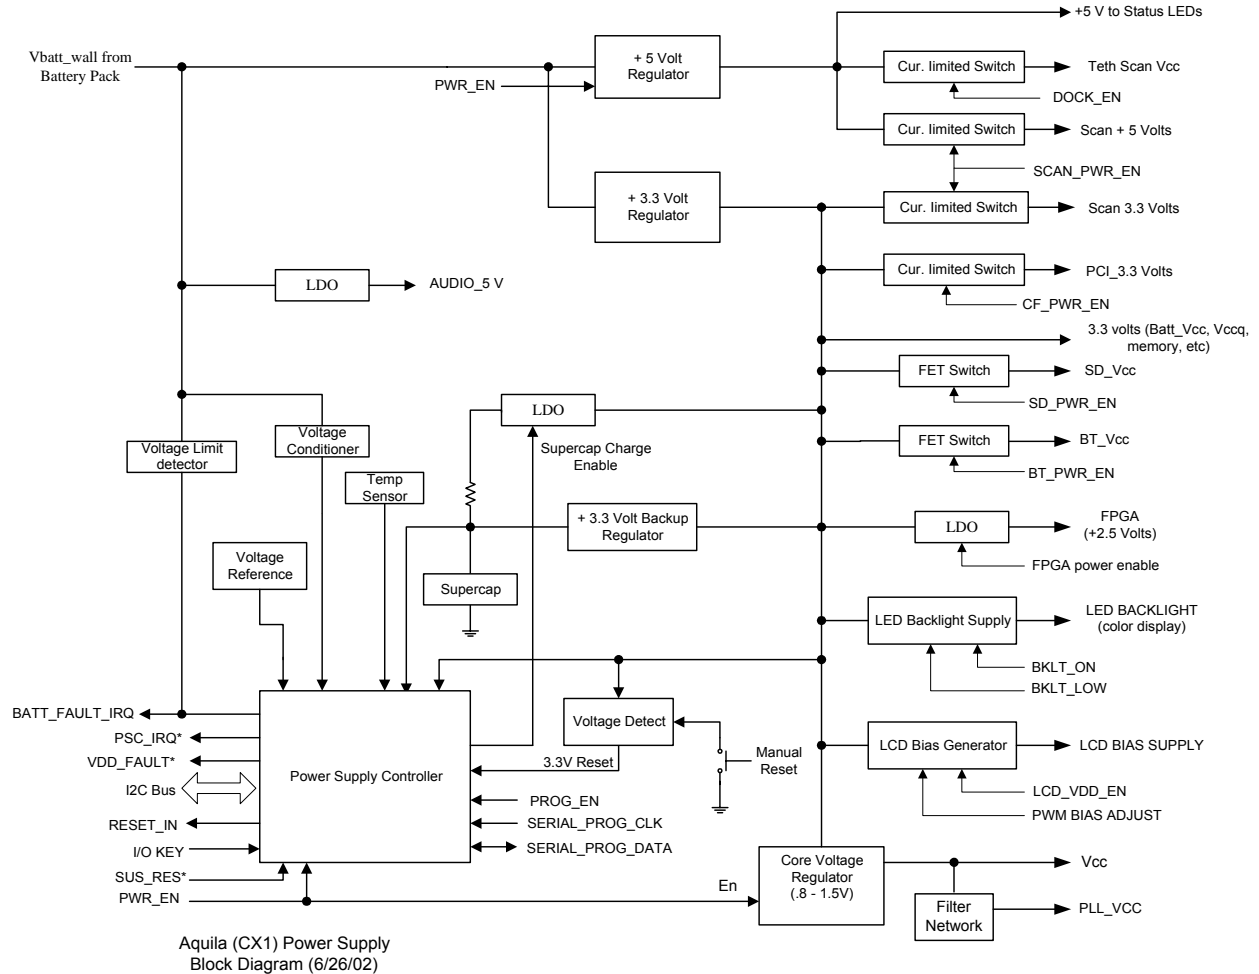 +5 V to Status LEDs
Vbatt_wall from
Battery Pack
+ 5 Volt
Regulator
PWR_EN
Cur. limited Switch
Teth Scan Vcc
DOCK_EN
Cur. limited Switch
Scan + 5 Volts
SCAN_PWR_EN
+ 3.3 Volt
Regulator
Cur. limited Switch
Scan 3.3 Volts
Cur. limited Switch
PCI_3.3 Volts
CF_PWR_EN
LDO
AUDIO_5 V
3.3 volts (Batt_Vcc, Vccq,
memory, etc)
FET Switch
SD_Vcc
SD_PWR_EN
LDO
Supercap Charge
Enable
Voltage Limit
detector
Voltage
Conditioner
FET Switch
BT_Vcc
BT_PWR_EN
Temp
Sensor
+ 3.3 Volt Backup
Regulator
LDO
FPGA
(+2.5 Volts)
FPGA power enable
Voltage
Reference
Supercap
LED Backlight Supply
LED BACKLIGHT
(color display)
BKLT_ON
BKLT_LOW
BATT_FAULT_IRQ
PSC_IRQ*
VDD_FAULT*
I2C Bus
RESET_IN
I/O KEY
SUS_RES*
PWR_EN
Power Supply Controller
Voltage Detect
3.3V Reset
Manual
Reset
PROG_EN
SERIAL_PROG_CLK
SERIAL_PROG_DATA
LCD Bias Generator
LCD BIAS SUPPLY
LCD_VDD_EN
PWM BIAS ADJUST
En
Core Voltage
Regulator
(.8 - 1.5V)
Vcc
Filter
Network
PLL_VCC
Aquila (CX1) Power Supply
Block Diagram (6/26/02)